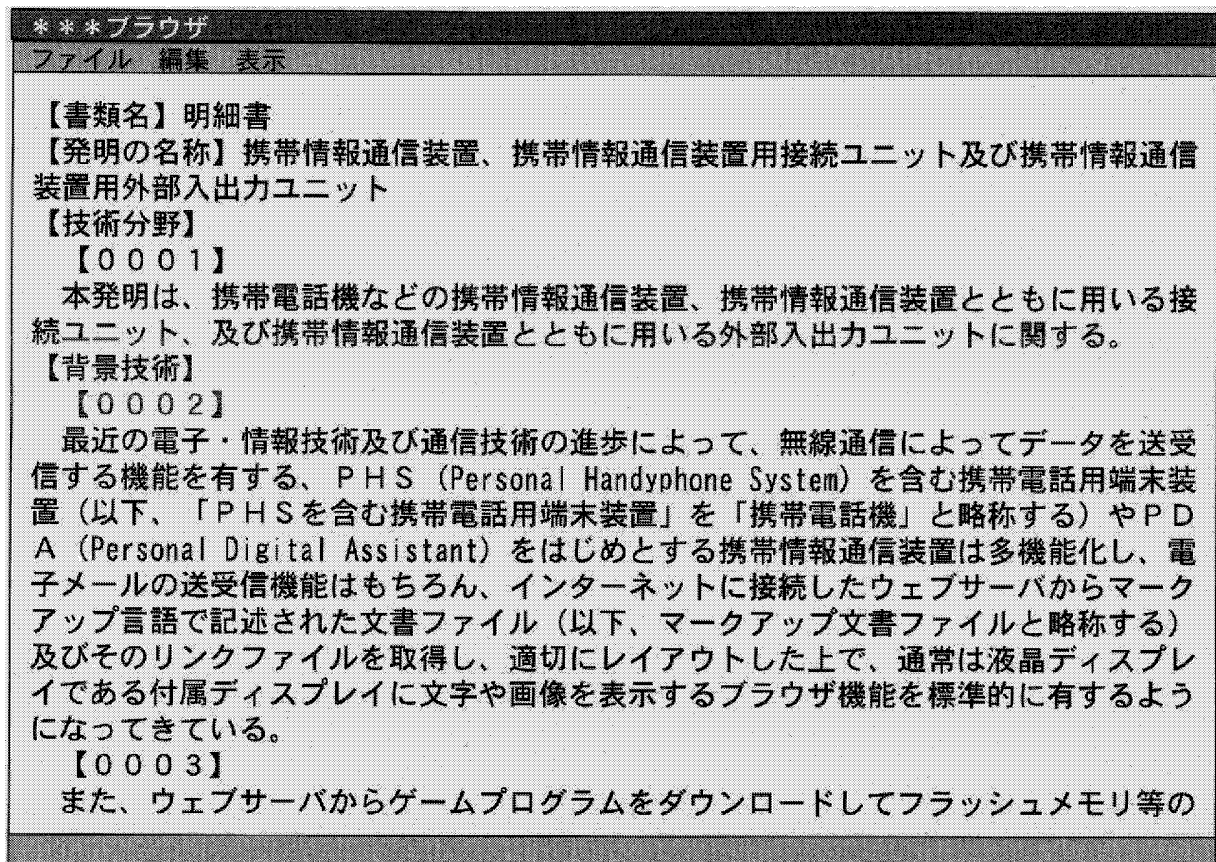 ＊＊＊ブラウザ
ファイル　編集　表示
【書類名】明細書
【発明の名称】携帯情報通信装置、携帯情報通信装置用接続ユニット及び携帯情報通信
装置用外部入出力ユニット
【技術分野】
【０００１】
本発明は、携帯電話機などの携帯情報通信装置、携帯情報通信装置とともに用いる接
続ユニット、及び携帯情報通信装置とともに用いる外部入出力ユニットに関する。
【背景技術】
【０００２】
最近の電子・情報技術及び通信技術の進歩によって、無線通信によってデータを送受
信する機能を有する、ＰＨＳ（Personal Handyphone System）を含む携帯電話用端末装
置（以下、「ＰＨＳを含む携帯電話用端末装置」を「携帯電話機」と略称する）やＰＤ
Ａ（Personal Digital Assistant）をはじめとする携帯情報通信装置は多機能化し、電
子メールの送受信機能はもちろん、インターネットに接続したウェブサーバからマーク
アップ言語で記述された文書ファイル（以下、マークアップ文書ファイルと略称する）
及びそのリンクファイルを取得し、適切にレイアウトした上で、通常は液晶ディスプレ
イである付属ディスプレイに文字や画像を表示するブラウザ機能を標準的に有するよう
になってきている。
【０００３】
また、ウェブサーバからゲームプログラムをダウンロードしてフラッシュメモリ等の